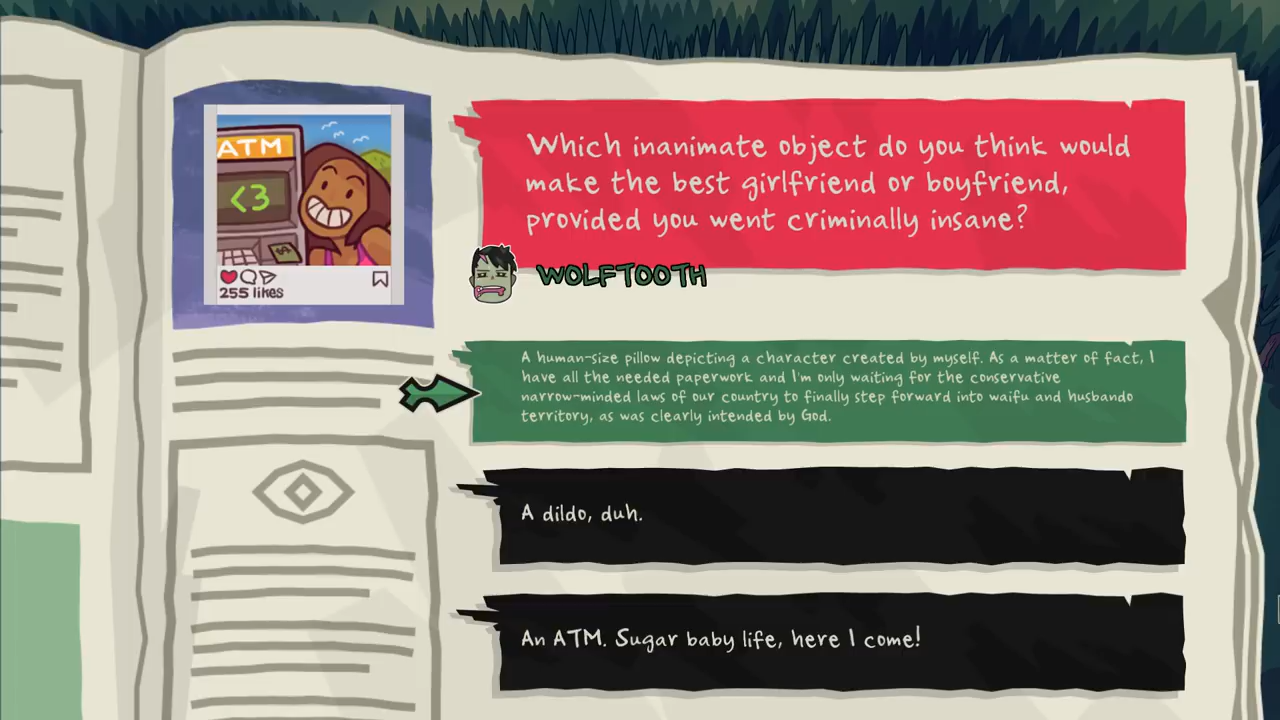 ATM
<3
255 likes
Which inanimate object do you think would
make the best girlfriend or boyfriend,
provided you went criminally insane?
WOLFTOOTH
A human-size pillow depicting a character created by myself. As a matter of fact, I
have all the needed paperwork and I'm only waiting for the conservative
narrow-minded laws of our country to finally step forward into waifu and husbando
territory, as was clearly intended by God.
A dildo, duh.
An ATM. Sugar baby life, here I come!